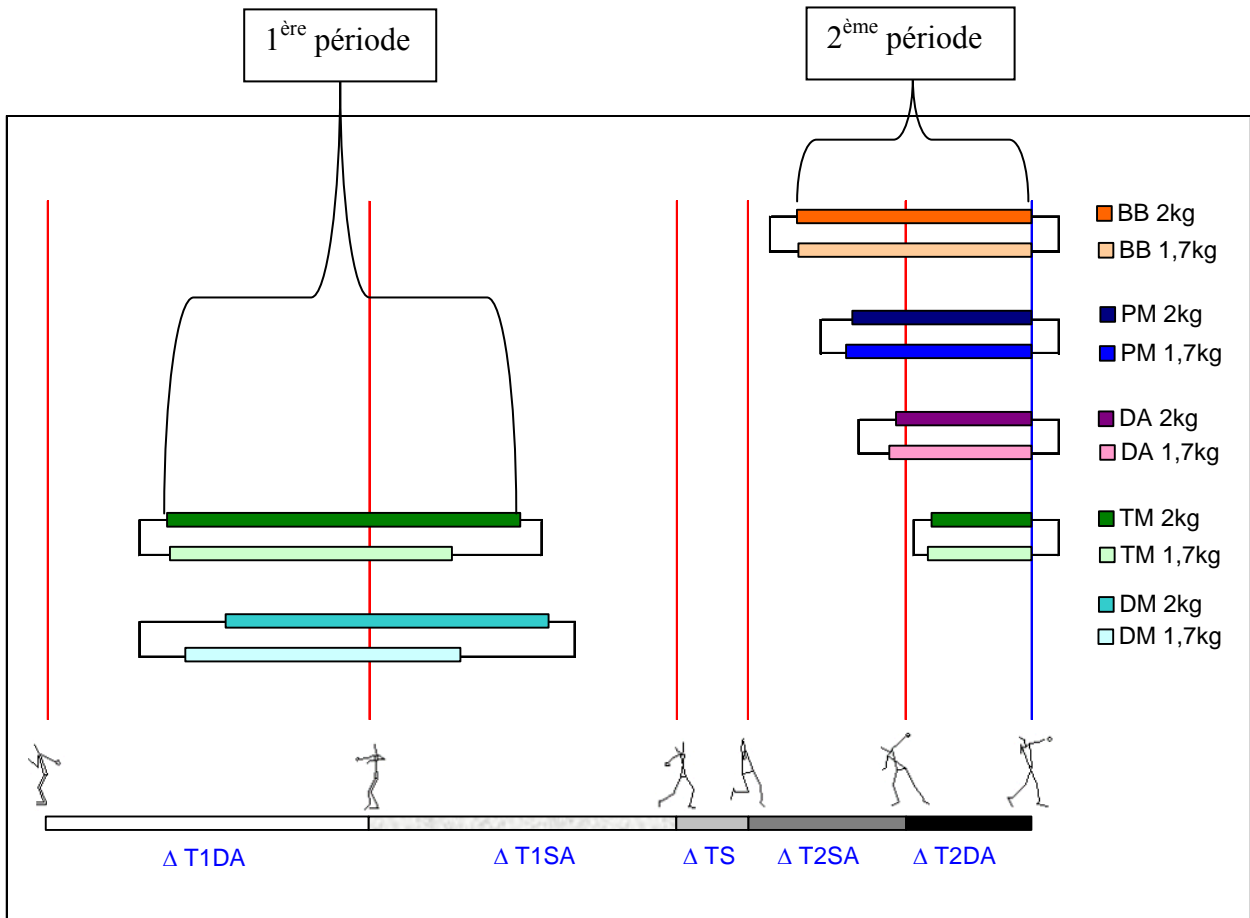 1ère période
2ème période
BB 2kg
BB 1,7kg
PM 2kg
PM 1,7kg
DA 2kg
DA 1,7kg
TM 2kg
TM 1,7kg
DM 2kg
DM 1,7kg
Δ T1DA
Δ T1SA
Δ TS
Δ T2SA
Δ T2DA